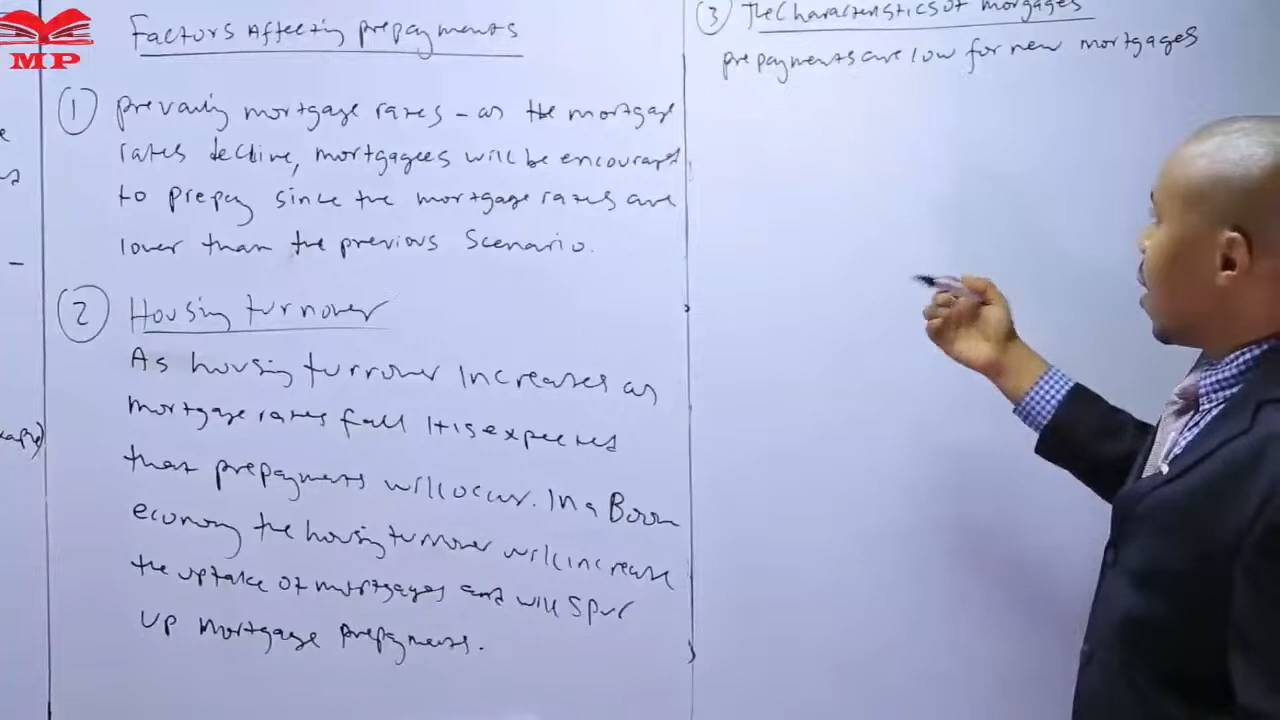 MP
Factors Affecting prepayments
① prevailing mortgage rates - as the mortgage
rates decline, mortgagees will be encouraged
to prepay since the mortgage rates are
lower than the previous Scenario.
② Housing turnover
As housing turnover increases as
mortgage rates fall it is expected
that prepayments will occur. In a Boom
economy the housing turnover will increase
the uptake of mortgages and will spur
up mortgage prepayments.
③ The Characteristics of mortgages
prepayments are low for new mortgages